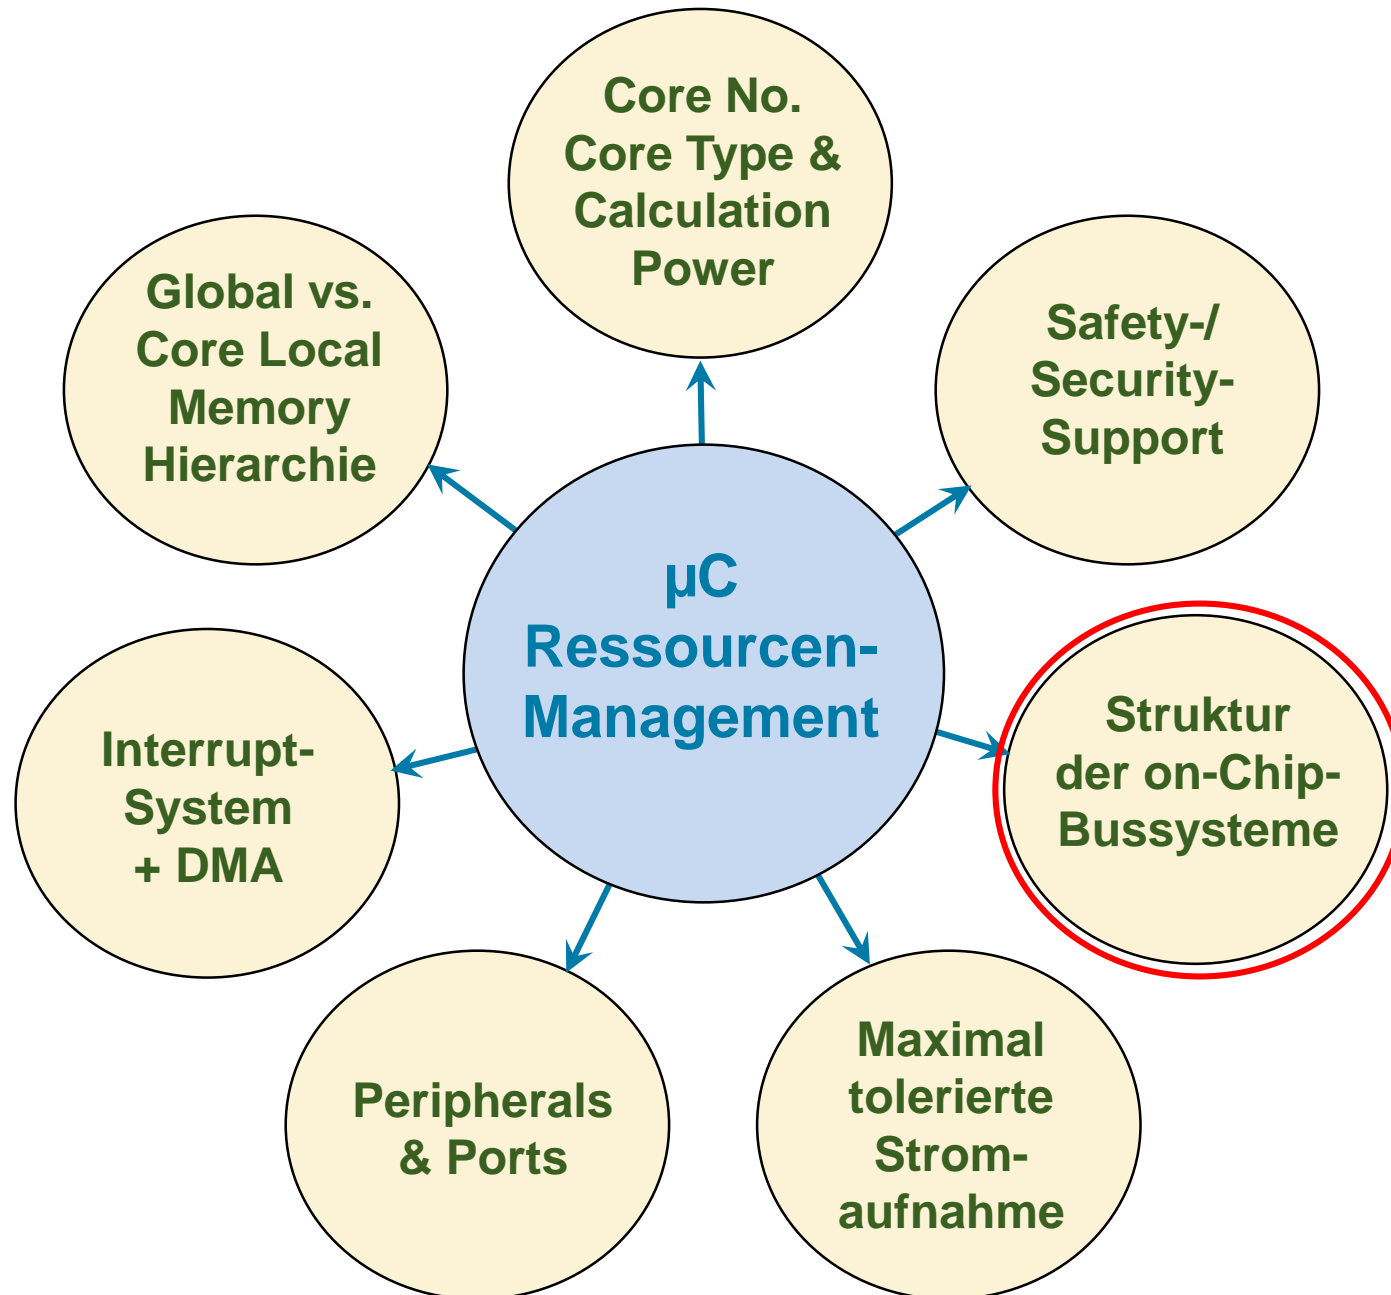 Core No.
Core Type &
Calculation
Power
Global vs.
Core Local
Memory
Hierarchie
Safety-/
Security-
Support
µC
Ressourcen-
Management
Struktur
der on-Chip-
Bussysteme
Interrupt-
System
+ DMA
Maximal
tolerierte
Strom-
aufnahme
Peripherals
& Ports